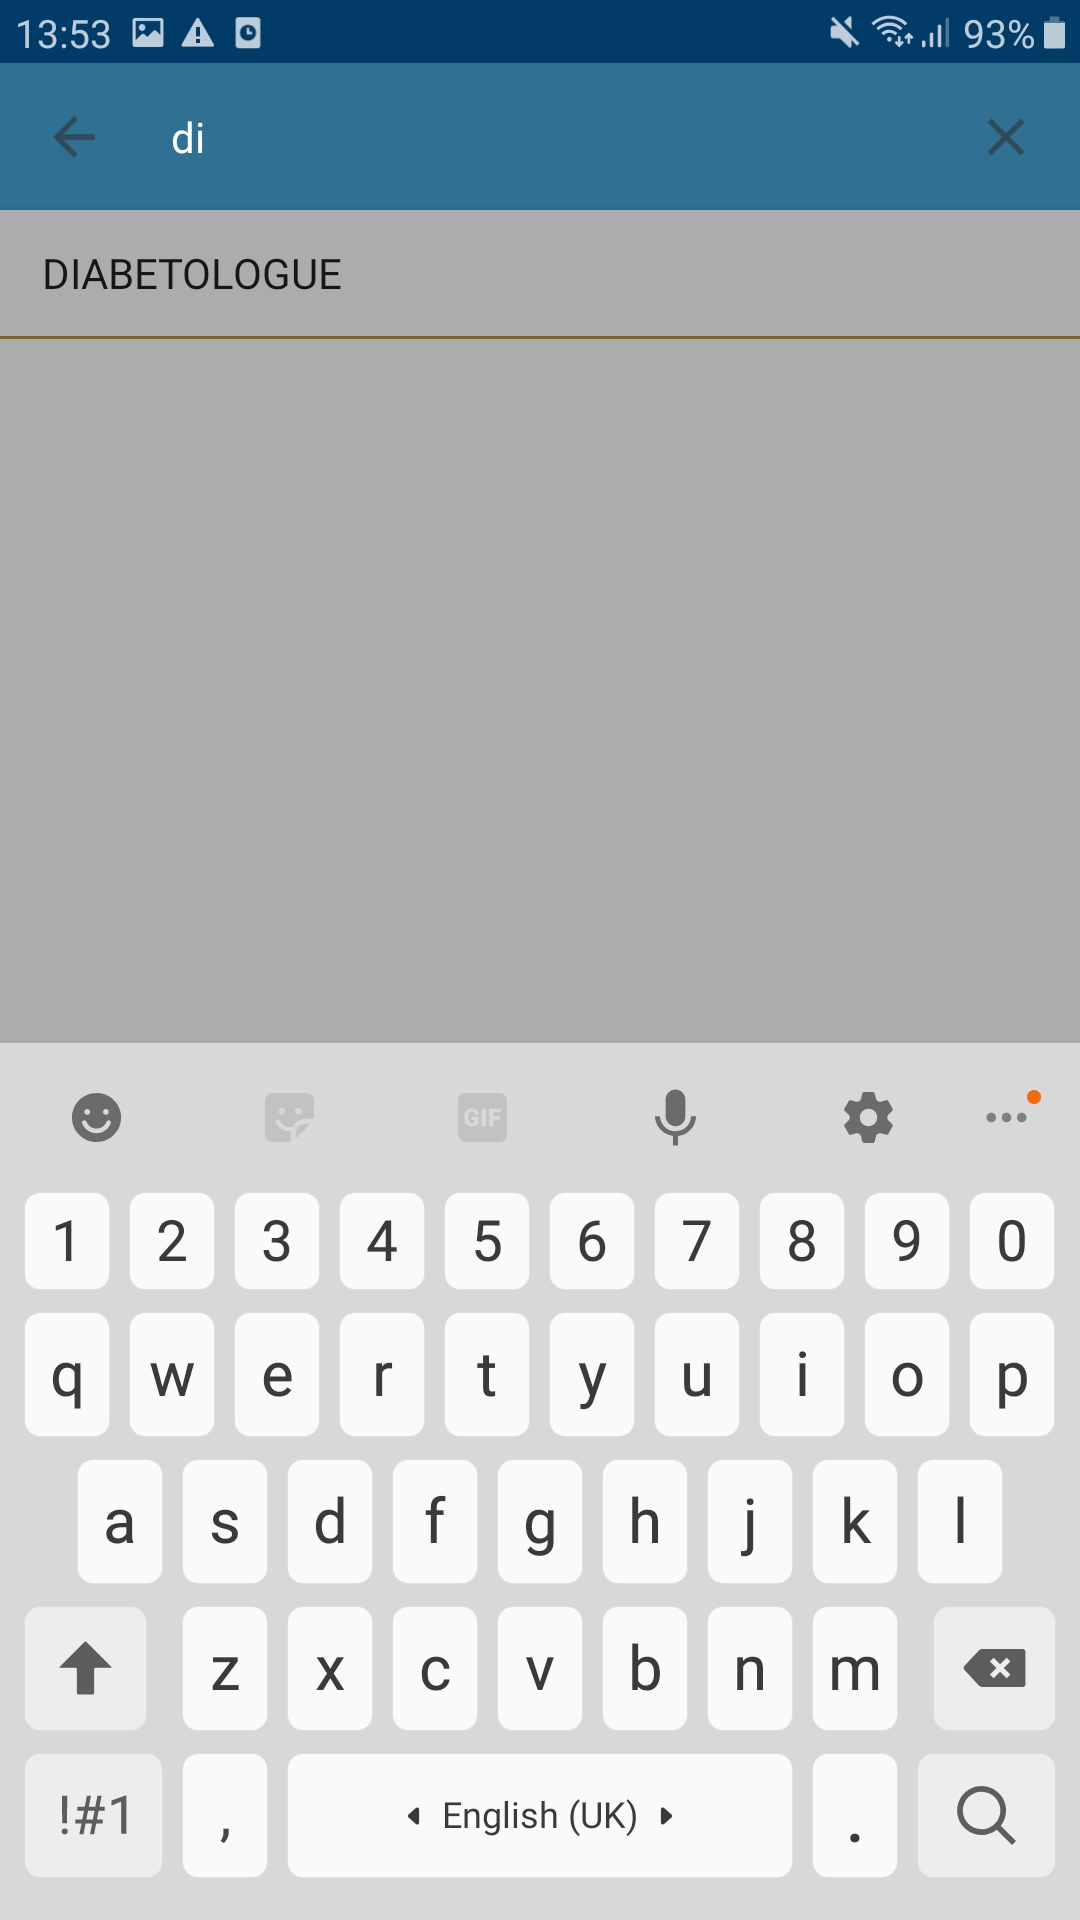 13:53 93%
di
DIABETOLOGUE
GIF
1 2 3 4 5 6 7 8 9 0
q w e r t y u i o p
a s d f g h j k l
z x c v b n m
!#1 , English (UK) .